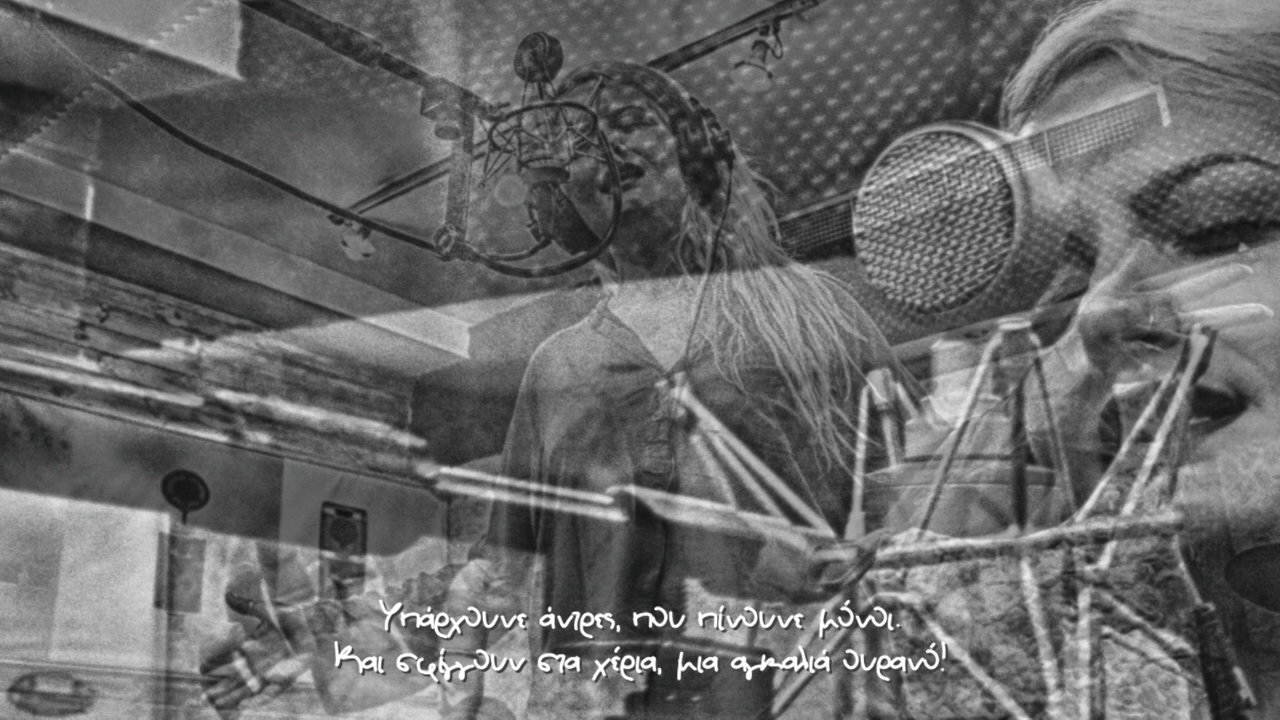 Υπάρχουνε άντρες, που πίνουνε μόνοι.
Και σφίγγουν στα χέρια, μια αγκαλιά ουρανό!